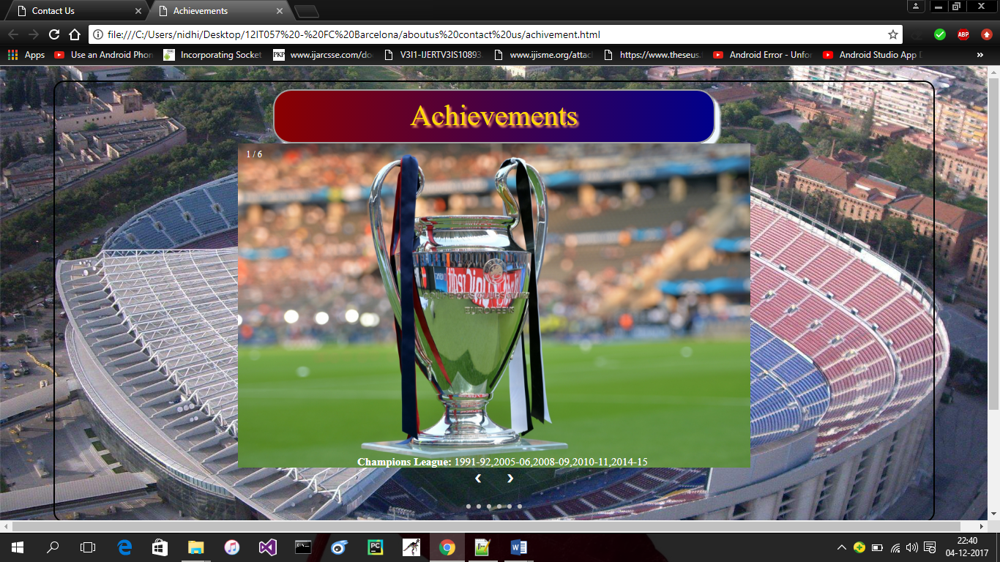 Contact Us
Achievements
file:///C:/Users/nidhi/Desktop/12IT057%20-%20FC%20Barcelona/aboutus%20contact%20us/achivement.html
ABP
Apps Use an Android Phon Incorporating Socket PKP www.ijarcsse.com/do V3I1-IJERTV3IS10893 www.ijisme.org/attac https://www.theseus. Android Error - Unfor Android Studio App D »
Achievements
1 / 6
EUROPEENS
Champions League: 1991-92,2005-06,2008-09,2010-11,2014-15
❮ ❯
22:40
04-12-2017